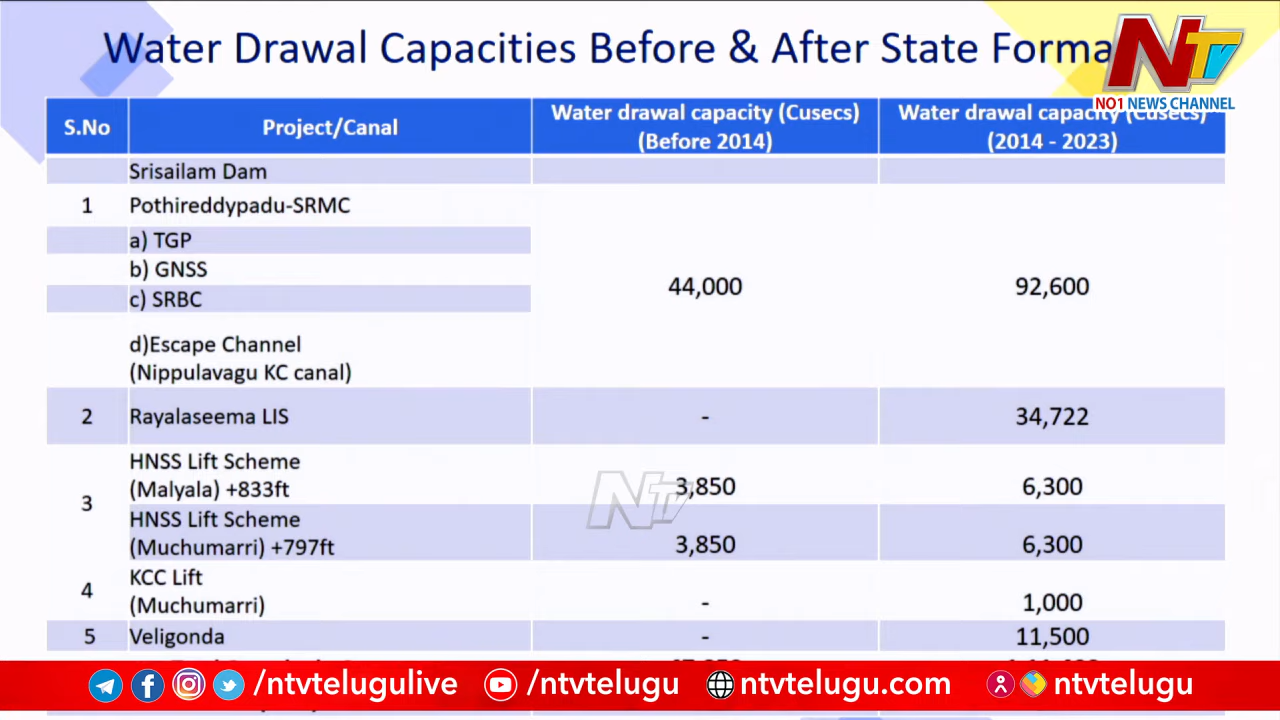 Water Drawal Capacities Before & After State Forma
NTV
NO1 NEWS CHANNEL
S.No Project/Canal Water drawal capacity (Cusecs) (Before 2014) Water drawal capacity (Cusecs) (2014 - 2023)
Srisailam Dam
1 Pothireddypadu-SRMC
a) TGP
b) GNSS
44,000 92,600
c) SRBC
d)Escape Channel
(Nippulavagu KC canal)
2 Rayalaseema LIS - 34,722
HNSS Lift Scheme
(Malyala) +833ft 3,850 6,300
3
HNSS Lift Scheme
(Muchumarri) +797ft 3,850 6,300
NTV
KCC Lift
4
(Muchumarri) - 1,000
5 Veligonda - 11,500
/ntvtelugulive /ntvtelugu ntvtelugu.com ntvtelugu